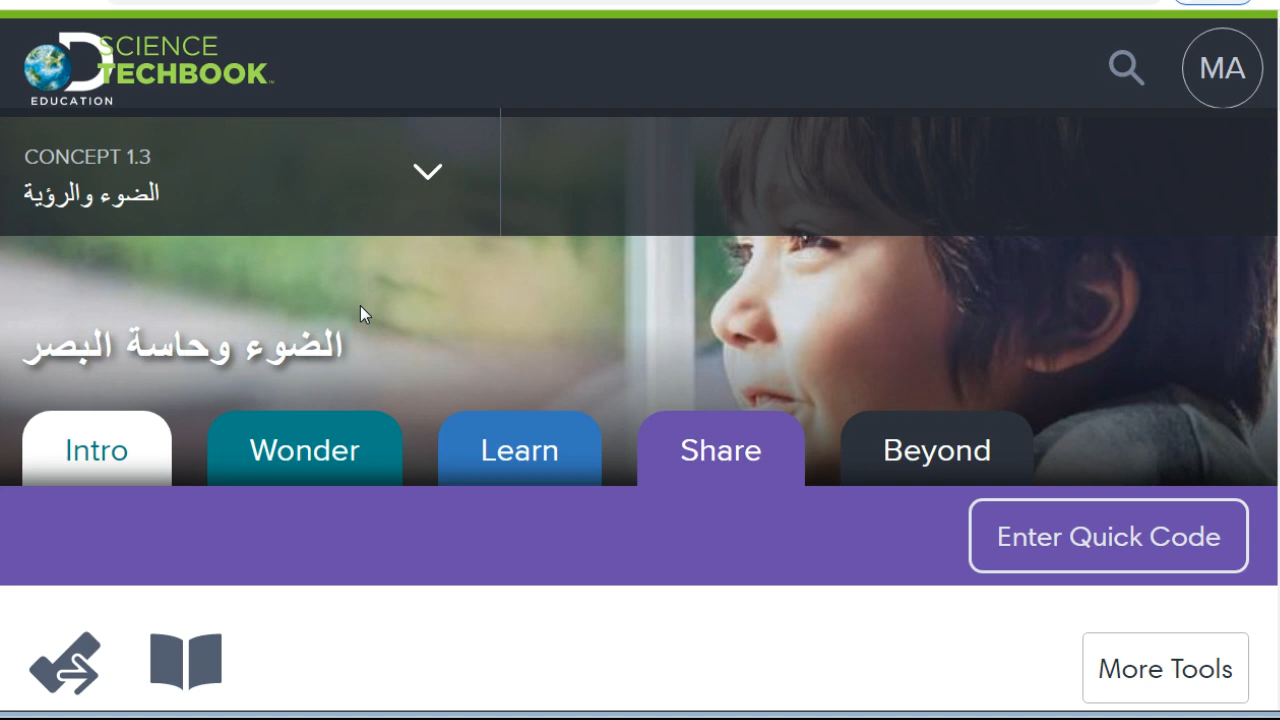 SCIENCE
TECHBOOK
EDUCATION
MA
CONCEPT 1.3
الضوء والرؤية
الضوء وحاسة البصر
Intro
Wonder
Learn
Share
Beyond
Enter Quick Code
More Tools